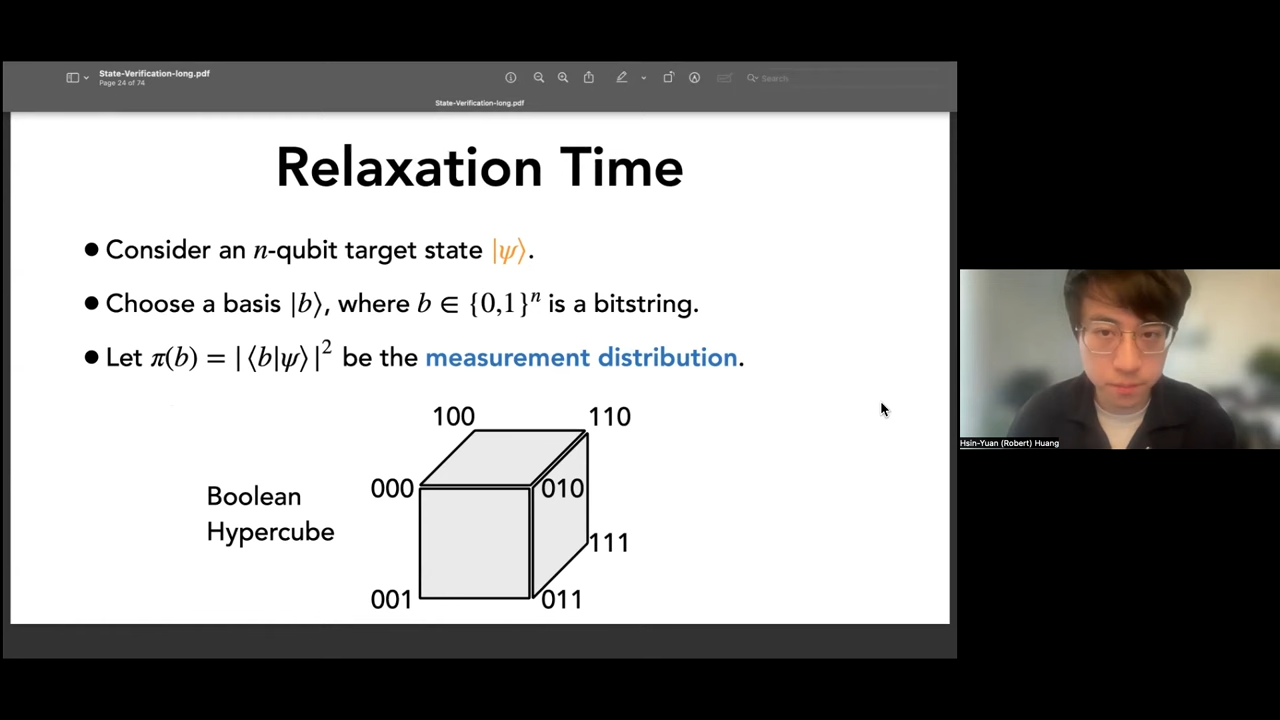 State-Verification-long.pdf
Page 24 of 74
Search
State-Verification-long.pdf
Relaxation Time
● Consider an n-qubit target state |ψ⟩.
● Choose a basis |b⟩, where b ∈ {0,1}ⁿ is a bitstring.
● Let π(b) = |⟨b|ψ⟩|² be the measurement distribution.
100 110
000 010
Boolean
Hypercube
111
001 011
Hsin-Yuan (Robert) Huang